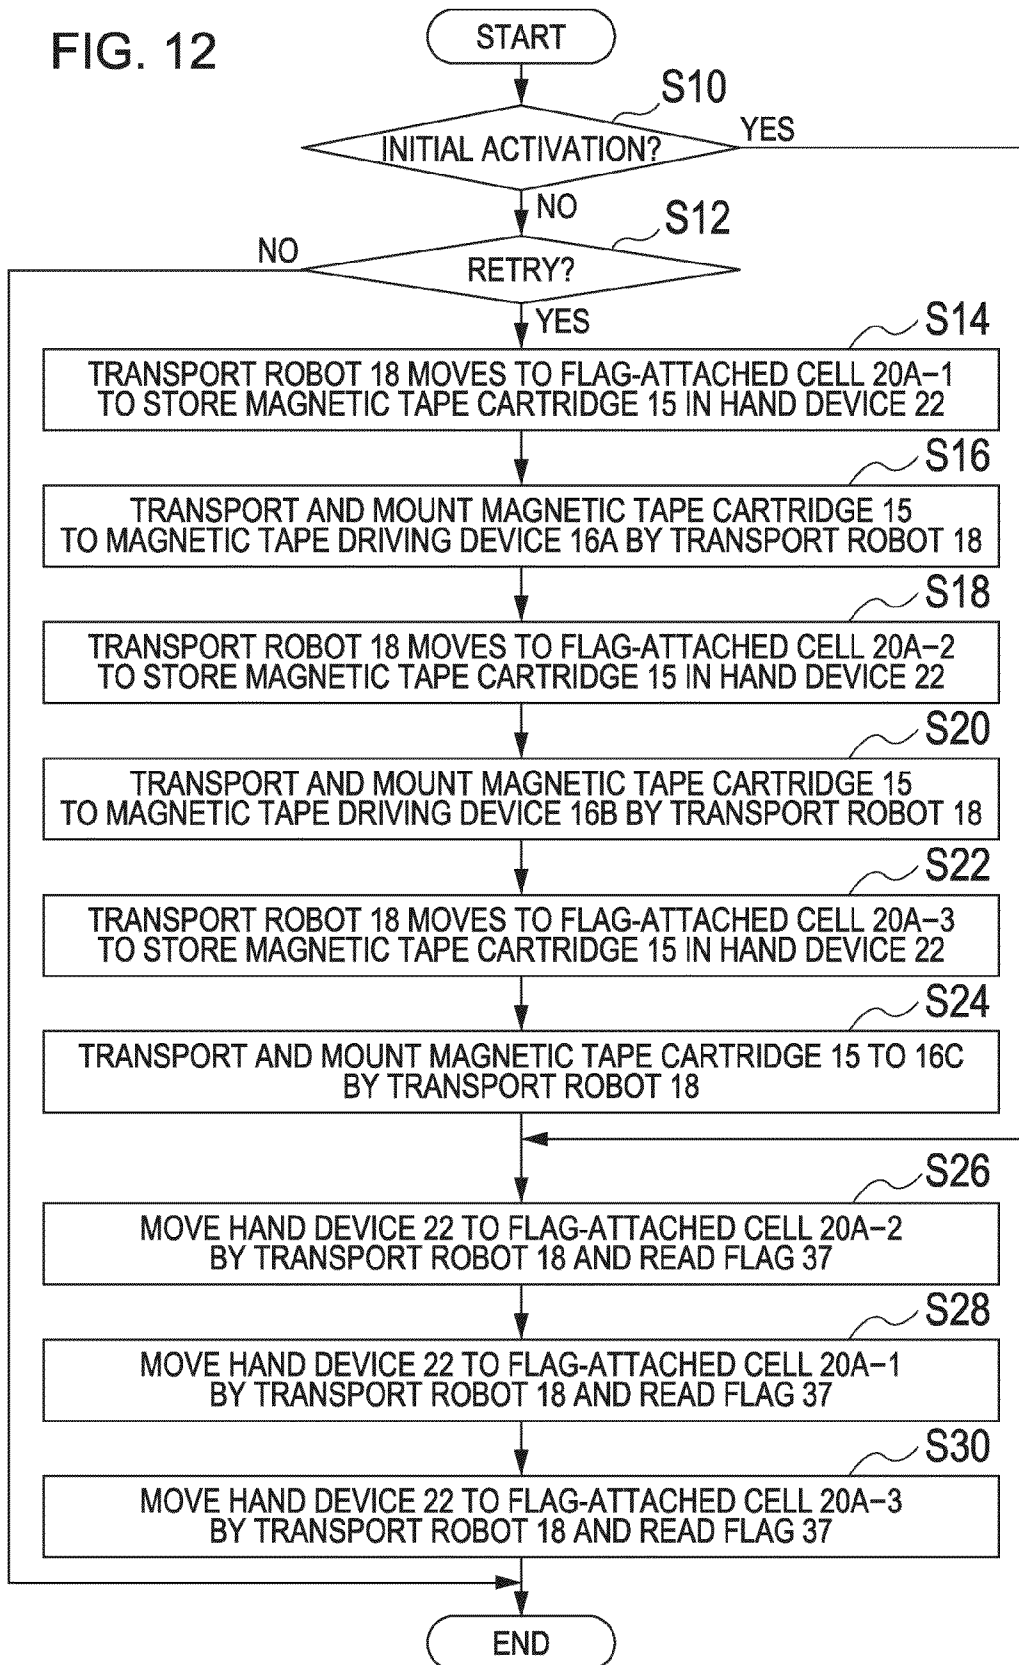 FIG. 12
START
S10
INITIAL ACTIVATION?
YES
NO
S12
NO
RETRY?
YES
S14
TRANSPORT ROBOT 18 MOVES TO FLAG-ATTACHED CELL 20A–1
TO STORE MAGNETIC TAPE CARTRIDGE 15 IN HAND DEVICE 22
S16
TRANSPORT AND MOUNT MAGNETIC TAPE CARTRIDGE 15
TO MAGNETIC TAPE DRIVING DEVICE 16A BY TRANSPORT ROBOT 18
S18
TRANSPORT ROBOT 18 MOVES TO FLAG-ATTACHED CELL 20A–2
TO STORE MAGNETIC TAPE CARTRIDGE 15 IN HAND DEVICE 22
S20
TRANSPORT AND MOUNT MAGNETIC TAPE CARTRIDGE 15
TO MAGNETIC TAPE DRIVING DEVICE 16B BY TRANSPORT ROBOT 18
S22
TRANSPORT ROBOT 18 MOVES TO FLAG-ATTACHED CELL 20A–3
TO STORE MAGNETIC TAPE CARTRIDGE 15 IN HAND DEVICE 22
S24
TRANSPORT AND MOUNT MAGNETIC TAPE CARTRIDGE 15 TO 16C
BY TRANSPORT ROBOT 18
S26
MOVE HAND DEVICE 22 TO FLAG-ATTACHED CELL 20A–2
BY TRANSPORT ROBOT 18 AND READ FLAG 37
S28
MOVE HAND DEVICE 22 TO FLAG-ATTACHED CELL 20A–1
BY TRANSPORT ROBOT 18 AND READ FLAG 37
S30
MOVE HAND DEVICE 22 TO FLAG-ATTACHED CELL 20A–3
BY TRANSPORT ROBOT 18 AND READ FLAG 37
END